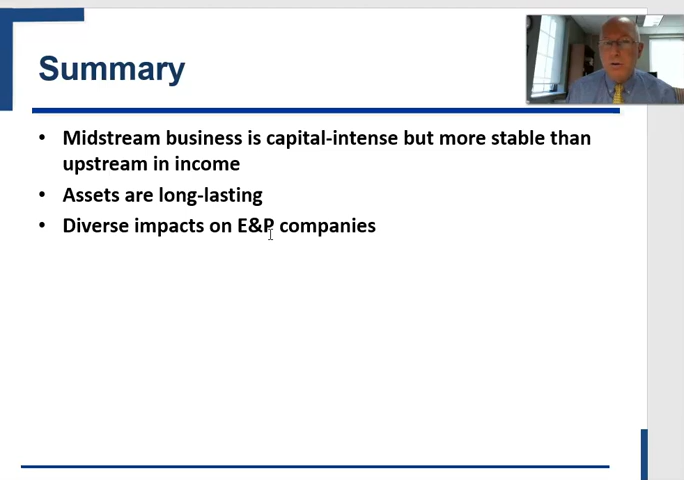 Summary
• Midstream business is capital-intense but more stable than
upstream in income
• Assets are long-lasting
• Diverse impacts on E&P companies